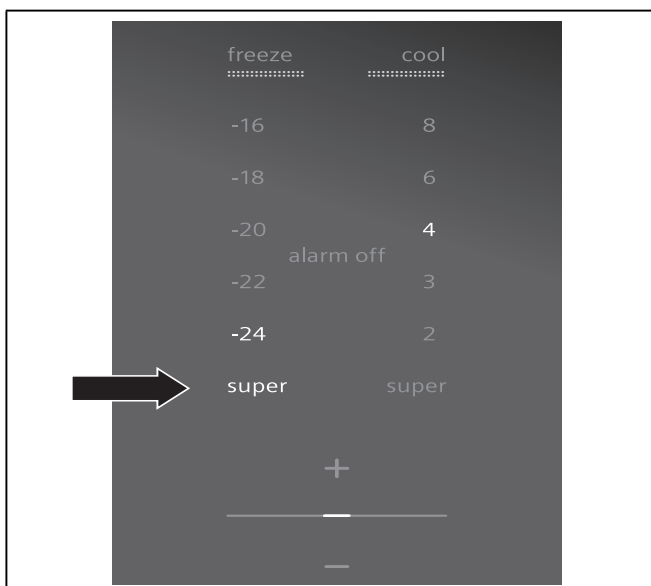 freeze cool
-16 8
-18 6
-20 4
alarm off
-22 3
-24 2
super super
+
−